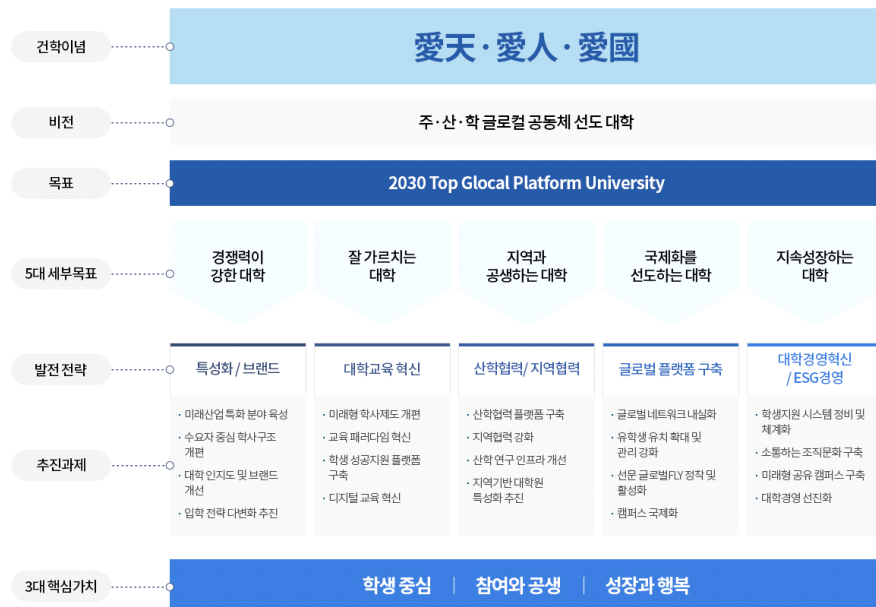 건학이념
愛天·愛人·愛國
비전
주·산·학 글로컬 공동체 선도 대학
목표
2030 Top Glocal Platform University
5대 세부목표
경쟁력이
강한 대학
잘 가르치는
대학
지역과
공생하는 대학
국제화를
선도하는 대학
지속성장하는
대학
발전 전략
특성화 / 브랜드
대학교육 혁신
산학협력/ 지역협력
글로벌 플랫폼 구축
대학경영혁신
/ ESG경영
추진과제
· 미래산업 특화 분야 육성
· 수요자 중심 학사구조
개편
· 대학 인지도 및 브랜드
개선
· 입학 전략 다변화 추진
· 미래형 학사제도 개편
· 교육 패러다임 혁신
· 학생 성공지원 플랫폼
구축
· 디지털 교육 혁신
· 산학협력 플랫폼 구축
· 지역협력 강화
· 산학 연구 인프라 개선
· 지역기반 대학원
특성화 추진
· 글로벌 네트워크 내실화
· 유학생 유치 확대 및
관리 강화
· 선문 글로벌FLY 정착 및
활성화
· 캠퍼스 국제화
· 학생지원 시스템 정비 및
체계화
· 소통하는 조직문화 구축
· 미래형 공유 캠퍼스 구축
· 대학경영 선진화
3대 핵심가치
학생 중심 | 참여와 공생 | 성장과 행복